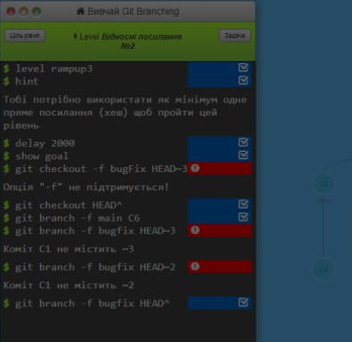 Вивчай Git Branching
Ціль рівня
Level Відносні посилання №2
Задача
$ level rampup3
$ hint
Тобі потрібно використати як мінімум одне
пряме посилання (хеш) щоб пройти цей
рівень
$ delay 2000
$ show goal
$ git checkout -f bugFix HEAD~3
Опція "-f" не підтримується!
$ git checkout HEAD^
$ git branch -f main C6
$ git branch -f bugfix HEAD~3
Коміт C1 не містить ~3
$ git branch -f bugfix HEAD~2
Коміт C1 не містить ~2
$ git branch -f bugfix HEAD^